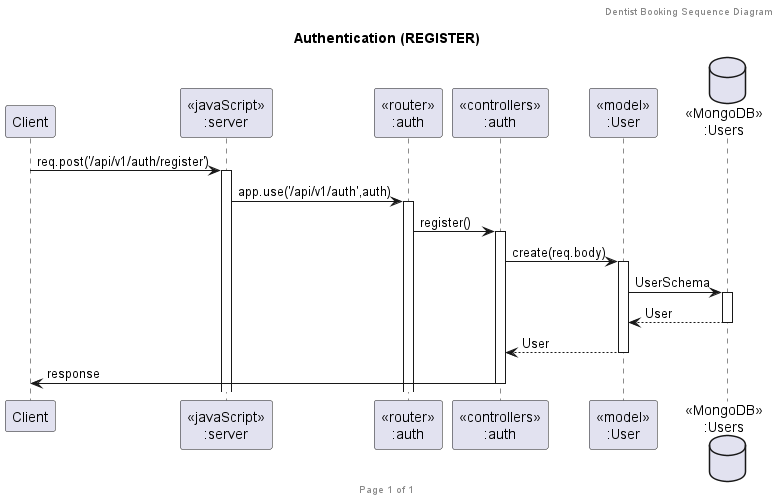 Dentist Booking Sequence Diagram
Authentication (REGISTER)
Client
«javaScript»
:server
«router»
:auth
«controllers»
:auth
«model»
:User
«MongoDB»
:Users
req.post('/api/v1/auth/register')
app.use('/api/v1/auth',auth)
register()
create(req.body)
UserSchema
User
User
response
Client
«javaScript»
:server
«router»
:auth
«controllers»
:auth
«model»
:User
«MongoDB»
:Users
Page 1 of 1